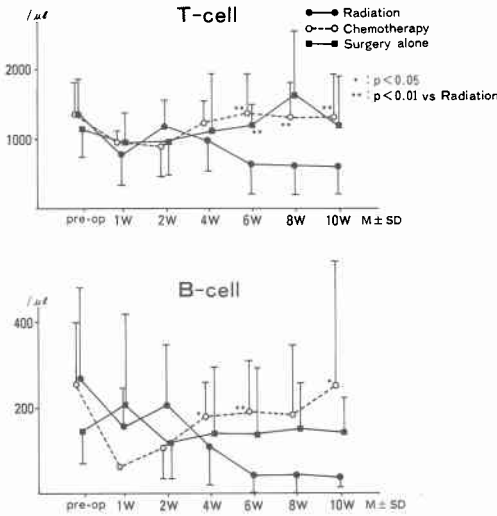 T-cell
/μℓ
Radiation
Chemotherapy
Surgery alone
* : p<0.05
** : p<0.01 vs Radiation
2000
1000
**
**
**
**
pre-op 1W 2W 4W 6W 8W 10W M±SD
B-cell
/μℓ
400
200
*
**
*
pre-op 1W 2W 4W 6W 8W 10W M±SD